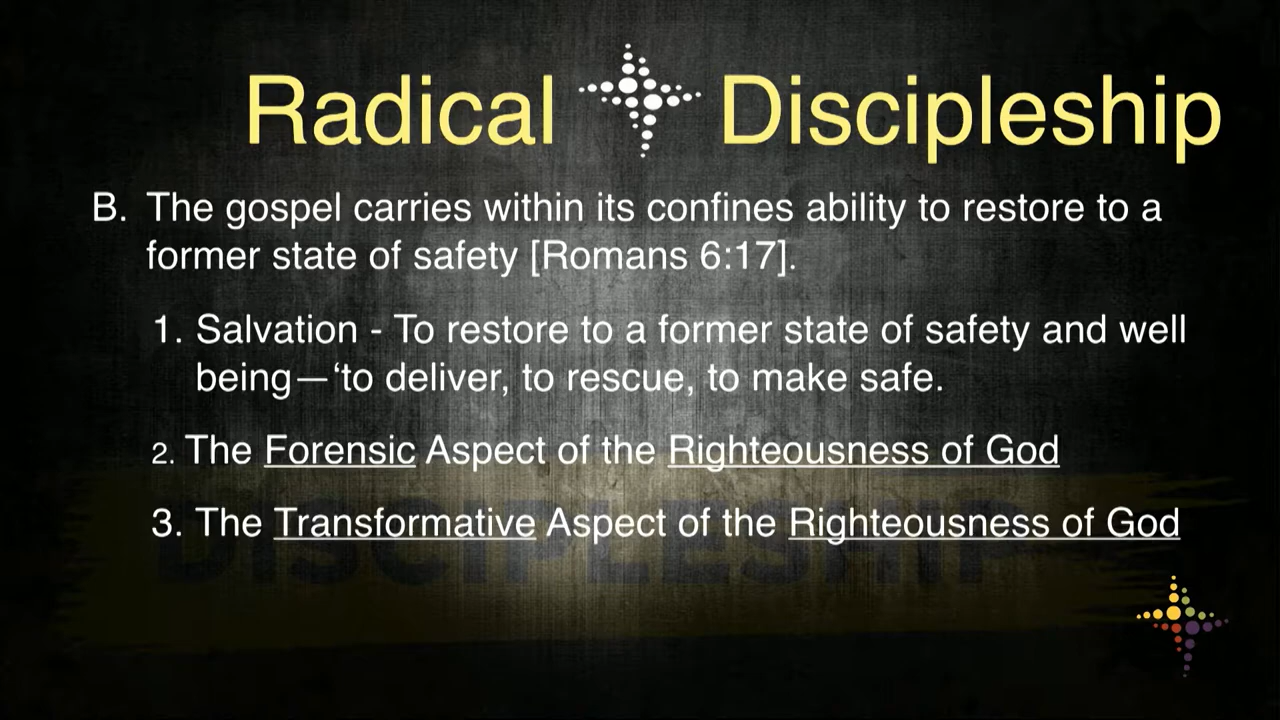 Radical Discipleship
B. The gospel carries within its confines ability to restore to a
former state of safety [Romans 6:17].
1. Salvation - To restore to a former state of safety and well
being—‘to deliver, to rescue, to make safe.
2. The Forensic Aspect of the Righteousness of God
3. The Transformative Aspect of the Righteousness of God
DISCIPLESHIP